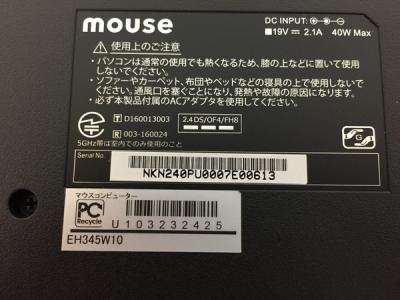 mouse
DC INPUT:
19V 2.1A 40W Max
使用上のご注意
・パソコンは通常の使用でも熱くなるため、膝の上などに置いて使用
しないでください。
・ソファーやカーペット、布団やベッドなどの寝具の上で使用しない
でください。通風口を塞ぐことになり、発熱や故障の原因になります。
・必ず本製品付属のACアダプタを使用してください。
T D160013003
R 003-160024
2.4DS/OF4/FH8
5GHz帯は室内でのみ使用のこと
G
Serial No.
NKN240PU0007E00613
マウスコンピューター
PC
Recycle
U103232425
EH345W10